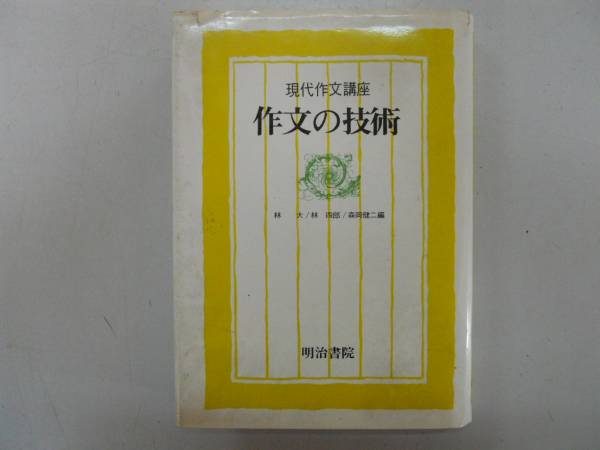 現代作文講座
作文の技術
林 大/林 四郎/森岡健二編
明治書院